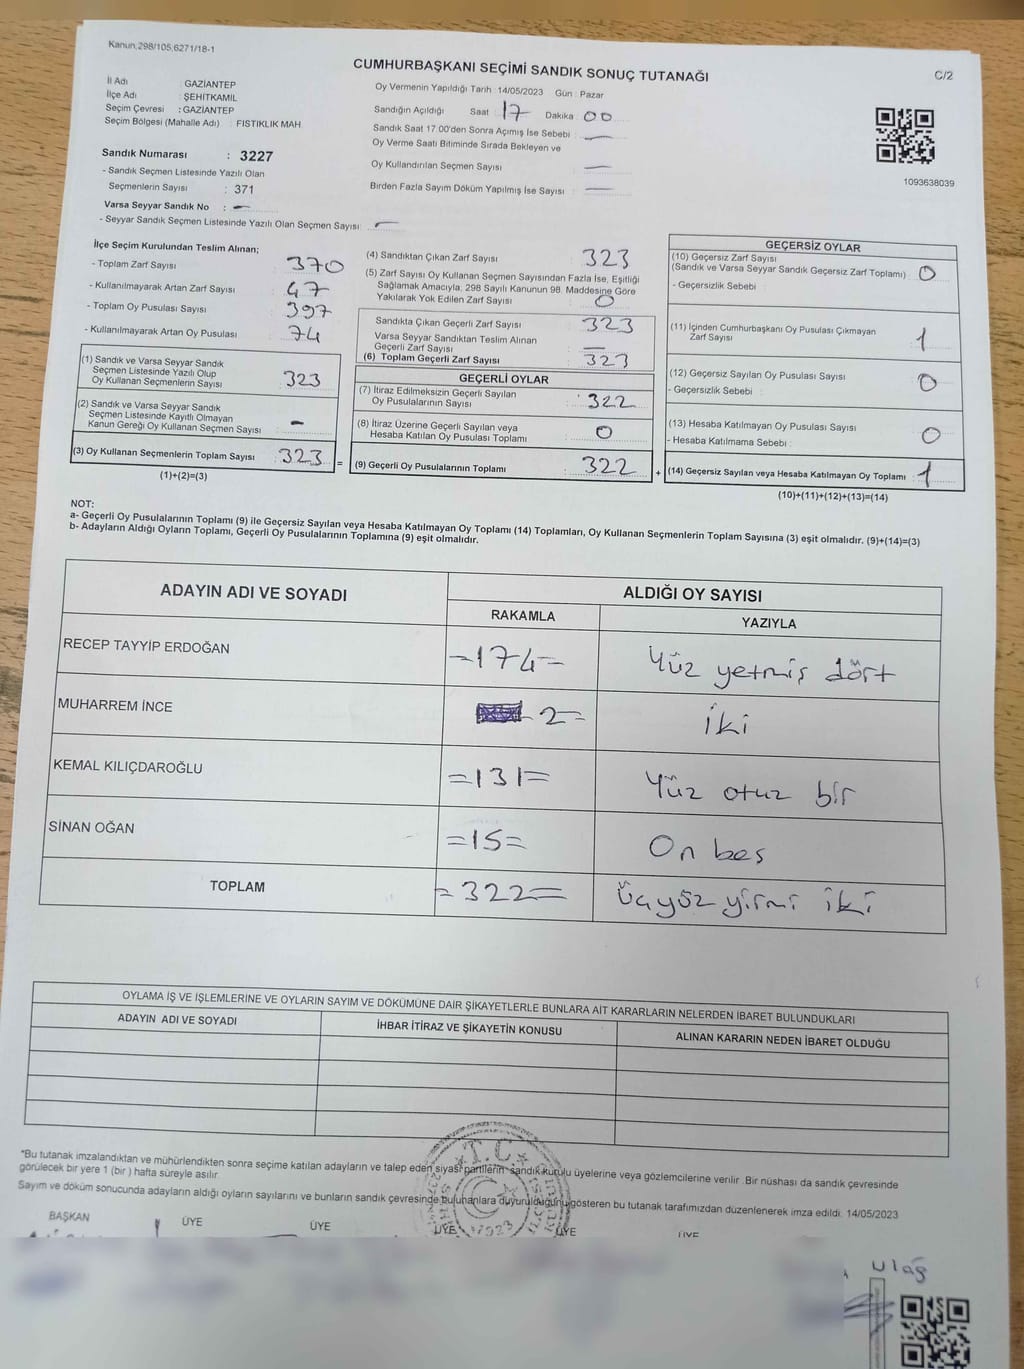 Kanun,298/105,6271/18-1
CUMHURBAŞKANI SEÇİMİ SANDIK SONUÇ TUTANAĞI
C/2
İl Adı : GAZİANTEP
İlçe Adı : ŞEHİTKAMİL
Seçim Çevresi : GAZİANTEP
Seçim Bölgesi (Mahalle Adı) : FISTIKLIK MAH.
Sandık Numarası : 3227
- Sandık Seçmen Listesinde Yazılı Olan
Seçmenlerin Sayısı : 371
Varsa Seyyar Sandık No : -
- Seyyar Sandık Seçmen Listesinde Yazılı Olan Seçmen Sayısı: -
Oy Vermenin Yapıldığı Tarih : 14/05/2023 Gün : Pazar
Sandığın Açıldığı Saat : 17 Dakika : 00
Sandık Saat 17.00'den Sonra Açımış İse Sebebi : -
Oy Verme Saati Bitiminde Sırada Bekleyen ve
Oy Kullandırılan Seçmen Sayısı : -
Birden Fazla Sayım Döküm Yapılmış İse Sayısı : -
1093638039
İlçe Seçim Kurulundan Teslim Alınan;
- Toplam Zarf Sayısı : 370
- Kullanılmayarak Artan Zarf Sayısı : 47
- Toplam Oy Pusulası Sayısı : 397
- Kullanılmayarak Artan Oy Pusulası : 74
(1) Sandık ve Varsa Seyyar Sandık
Seçmen Listesinde Yazılı Olup
Oy Kullanan Seçmenlerin Sayısı : 323
(2) Sandık ve Varsa Seyyar Sandık
Seçmen Listesinde Kayıtlı Olmayan
Kanun Gereği Oy Kullanan Seçmen Sayısı : -
(3) Oy Kullanan Seçmenlerin Toplam Sayısı : 323 =
(1)+(2)=(3)
(4) Sandıktan Çıkan Zarf Sayısı : 323
(5) Zarf Sayısı Oy Kullanan Seçmen Sayısından Fazla İse, Eşitliği
Sağlamak Amacıyla, 298 Sayılı Kanunun 98. Maddesine Göre
Yakılarak Yok Edilen Zarf Sayısı : 0
Sandıkta Çıkan Geçerli Zarf Sayısı : 323
Varsa Seyyar Sandıktan Teslim Alınan
Geçerli Zarf Sayısı : -
(6) Toplam Geçerli Zarf Sayısı : 323
GEÇERLİ OYLAR
(7) İtiraz Edilmeksizin Geçerli Sayılan
Oy Pusulalarının Sayısı : 322
(8) İtiraz Üzerine Geçerli Sayılan veya
Hesaba Katılan Oy Pusulası Toplamı : 0
(9) Geçerli Oy Pusulalarının Toplamı : 322 +
GEÇERSİZ OYLAR
(10) Geçersiz Zarf Sayısı
(Sandık ve Varsa Seyyar Sandık Geçersiz Zarf Toplamı) : 0
- Geçersizlik Sebebi :
(11) İçinden Cumhurbaşkanı Oy Pusulası Çıkmayan
Zarf Sayısı : 1
(12) Geçersiz Sayılan Oy Pusulası Sayısı : 0
- Geçersizlik Sebebi :
(13) Hesaba Katılmayan Oy Pusulası Sayısı : 0
- Hesaba Katılmama Sebebi :
(14) Geçersiz Sayılan veya Hesaba Katılmayan Oy Toplamı : 1
(10)+(11)+(12)+(13)=(14)
NOT:
a- Geçerli Oy Pusulalarının Toplamı (9) ile Geçersiz Sayılan veya Hesaba Katılmayan Oy Toplamı (14) Toplamları, Oy Kullanan Seçmenlerin Toplam Sayısına (3) eşit olmalıdır. (9)+(14)=(3)
b- Adayların Aldığı Oyların Toplamı, Geçerli Oy Pusulalarının Toplamına (9) eşit olmalıdır.
ADAYIN ADI VE SOYADI
ALDIĞI OY SAYISI
RAKAMLA
YAZIYLA
RECEP TAYYİP ERDOĞAN =174= Yüz yetmiş dört
MUHARREM İNCE - 2= İki
KEMAL KILIÇDAROĞLU =131= Yüz otuz bir
SİNAN OĞAN =15= On beş
TOPLAM =322= Üçyüz yirmi iki
OYLAMA İŞ VE İŞLEMLERİNE VE OYLARIN SAYIM VE DÖKÜMÜNE DAİR ŞİKAYETLERLE BUNLARA AİT KARARLARIN NELERDEN İBARET BULUNDUKLARI
ADAYIN ADI VE SOYADI
İHBAR İTİRAZ VE ŞİKAYETİN KONUSU
ALINAN KARARIN NEDEN İBARET OLDUĞU
*Bu tutanak imzalandıktan ve mühürlendikten sonra seçime katılan adayların ve talep eden siyasi partilerin sandık kurulu üyelerine veya gözlemcilerine verilir. Bir nüshası da sandık çevresinde
görülecek bir yere 1 (bir) hafta süreyle asılır.
Sayım ve döküm sonucunda adayların aldığı oyların sayılarını ve bunların sandık çevresinde bulunanlara duyurulduğunu gösteren bu tutanak tarafımızdan düzenlenerek imza edildi. 14/05/2023
T.C.
BAŞKAN ÜYE ÜYE ÜYE ÜYE ÜYE
Ulaş